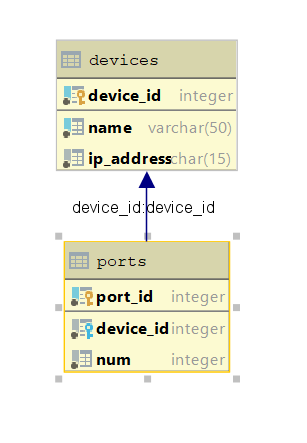 devices
device_id integer
name varchar(50)
ip_address char(15)
device_id:device_id
ports
port_id integer
device_id integer
num integer